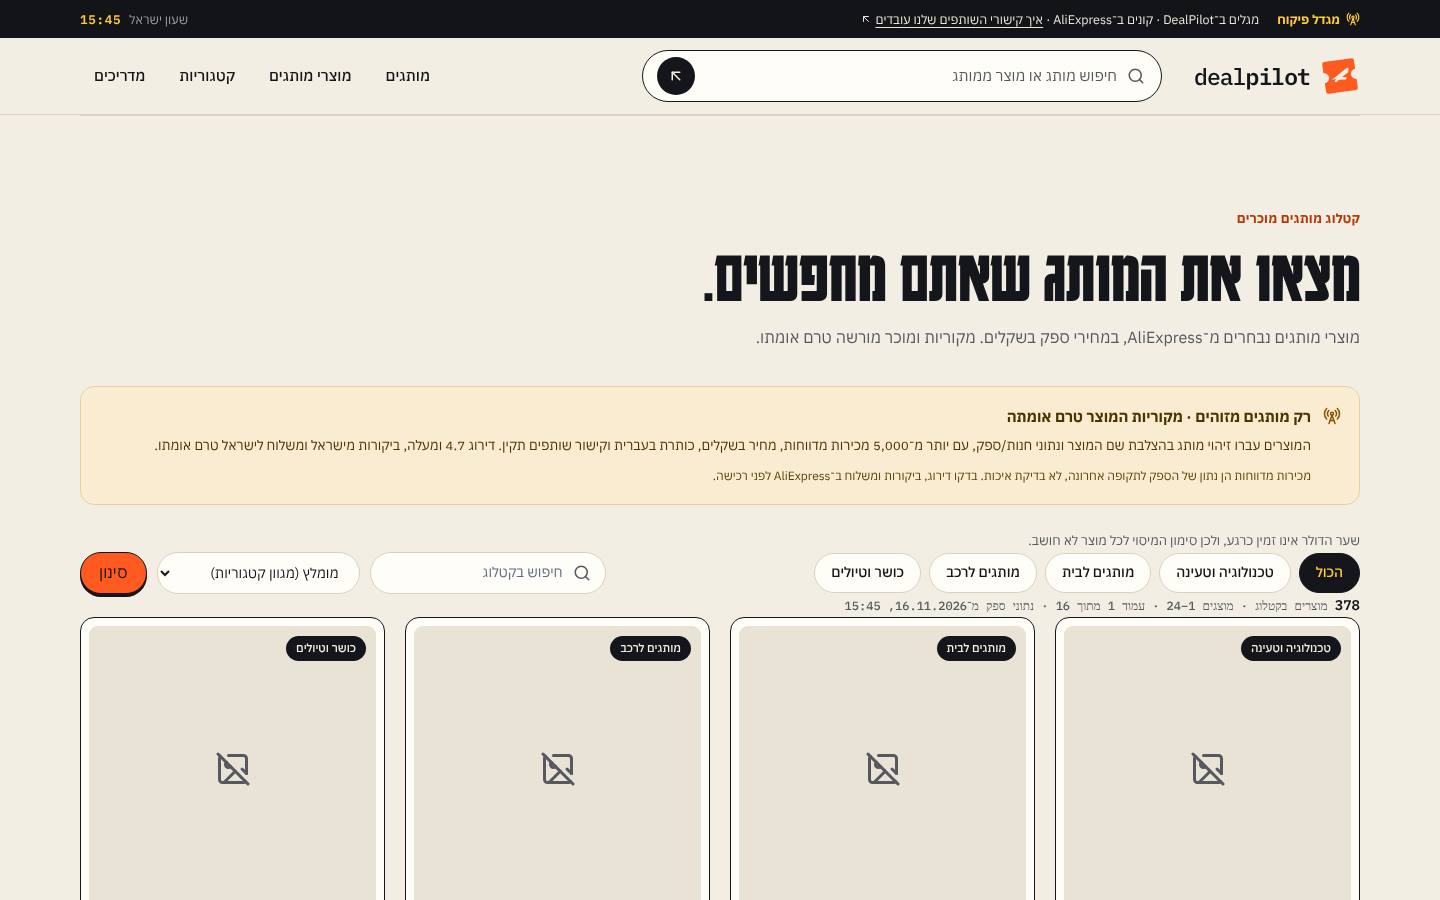 מגדל פיקוח מגלים ב־DealPilot · קונים ב־AliExpress · איך קישורי השותפים שלנו עובדים
שעון ישראל 15:45
dealpilot
חיפוש מותג או מוצר ממותג
מותגים מוצרי מותגים קטגוריות מדריכים
קטלוג מותגים מוכרים
מצאו את המותג שאתם מחפשים.
מוצרי מותגים נבחרים מ־AliExpress, במחירי ספק בשקלים. מקוריות ומוכר מורשה טרם אומתו.
רק מותגים מזוהים · מקוריות המוצר טרם אומתה
המוצרים עברו זיהוי מותג בהצלבת שם המוצר ונתוני חנות/ספק, עם יותר מ־5,000 מכירות מדווחות, מחיר בשקלים, כותרת בעברית וקישור שותפים תקין. דירוג 4.7 ומעלה, ביקורות מישראל ומשלוח לישראל טרם אומתו.
מכירות מדווחות הן נתון של הספק לתקופה אחרונה, לא בדיקת איכות. בדקו דירוג, ביקורות ומשלוח ב־AliExpress לפני רכישה.
שער הדולר אינו זמין כרגע, ולכן סימון המיסוי לכל מוצר לא חושב.
הכול טכנולוגיה וטעינה מותגים לבית מותגים לרכב כושר וטיולים
חיפוש בקטלוג מומלץ (מגוון קטגוריות) סינון
378 מוצרים בקטלוג · מוצגים 1–24 · עמוד 1 מתוך 16 · נתוני ספק מ־16.11.2026, 15:45
טכנולוגיה וטעינה מותגים לבית מותגים לרכב כושר וטיולים